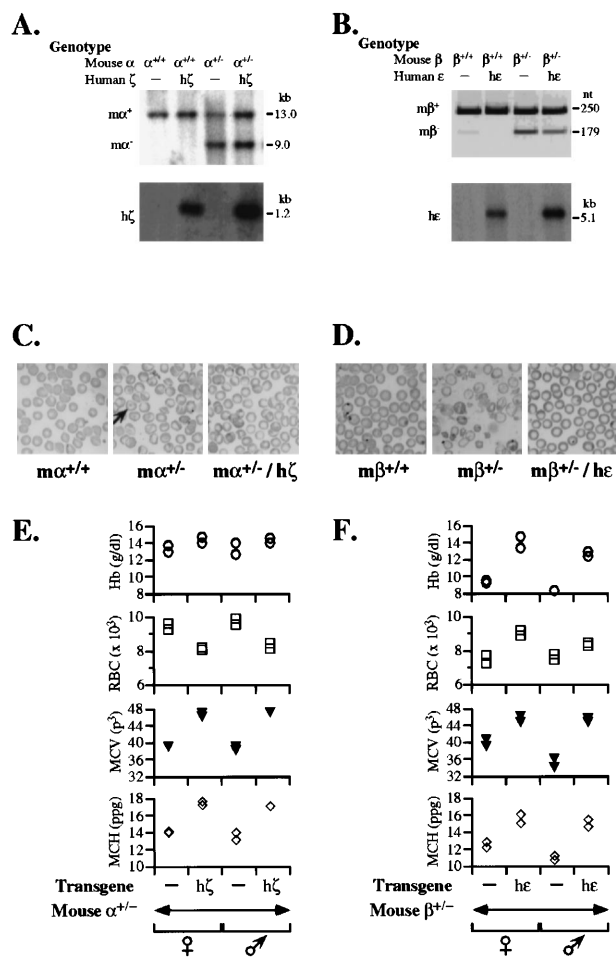 A.
Genotype
Mouse α α+/+ α+/+ α+/- α+/-
Human ζ – hζ – hζ
kb
mα+ 13.0
mα- 9.0
kb
hζ 1.2
B.
Genotype
Mouse β β+/+ β+/+ β+/- β+/-
Human ε – hε – hε
nt
mβ+ 250
mβ- 179
kb
hε 5.1
C.
mα+/+ mα+/- mα+/- / hζ
D.
mβ+/+ mβ+/- mβ+/- / hε
E.
Hb (g/dl)
16
14
12
10
8
RBC (x 10³)
10
8
6
MCV (p³)
48
44
40
36
32
MCH (ppg)
18
16
14
12
10
Transgene – hζ – hζ
Mouse α+/–
♀ ♂
F.
Hb (g/dl)
16
14
12
10
8
RBC (x 10³)
10
8
6
MCV (p³)
48
44
40
36
32
MCH (ppg)
18
16
14
12
10
Transgene – hε – hε
Mouse β+/–
♀ ♂